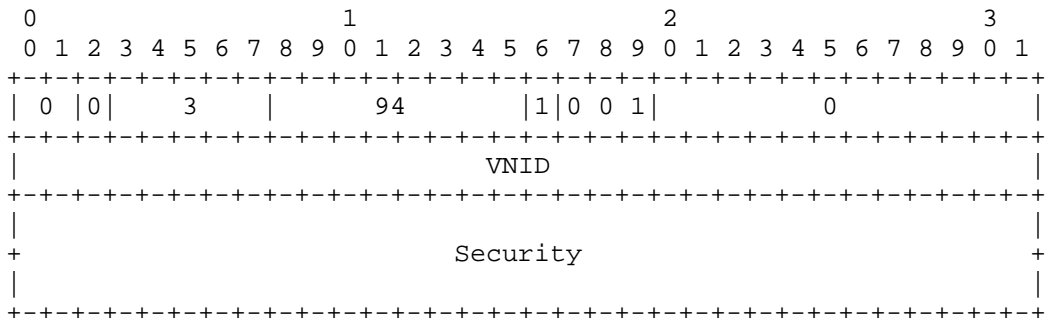 0                   1                   2                   3
 0 1 2 3 4 5 6 7 8 9 0 1 2 3 4 5 6 7 8 9 0 1 2 3 4 5 6 7 8 9 0 1
+-+-+-+-+-+-+-+-+-+-+-+-+-+-+-+-+-+-+-+-+-+-+-+-+-+-+-+-+-+-+-+-+
| 0 |0|    3    |      94       |1|0 0 1|           0           |
+-+-+-+-+-+-+-+-+-+-+-+-+-+-+-+-+-+-+-+-+-+-+-+-+-+-+-+-+-+-+-+-+
|                             VNID                              |
+-+-+-+-+-+-+-+-+-+-+-+-+-+-+-+-+-+-+-+-+-+-+-+-+-+-+-+-+-+-+-+-+
|                                                               |
+                           Security                            +
|                                                               |
+-+-+-+-+-+-+-+-+-+-+-+-+-+-+-+-+-+-+-+-+-+-+-+-+-+-+-+-+-+-+-+-+